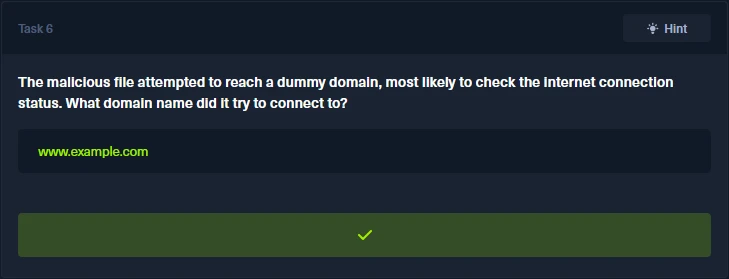 Task 6
Hint
The malicious file attempted to reach a dummy domain, most likely to check the internet connection
status. What domain name did it try to connect to?
www.example.com